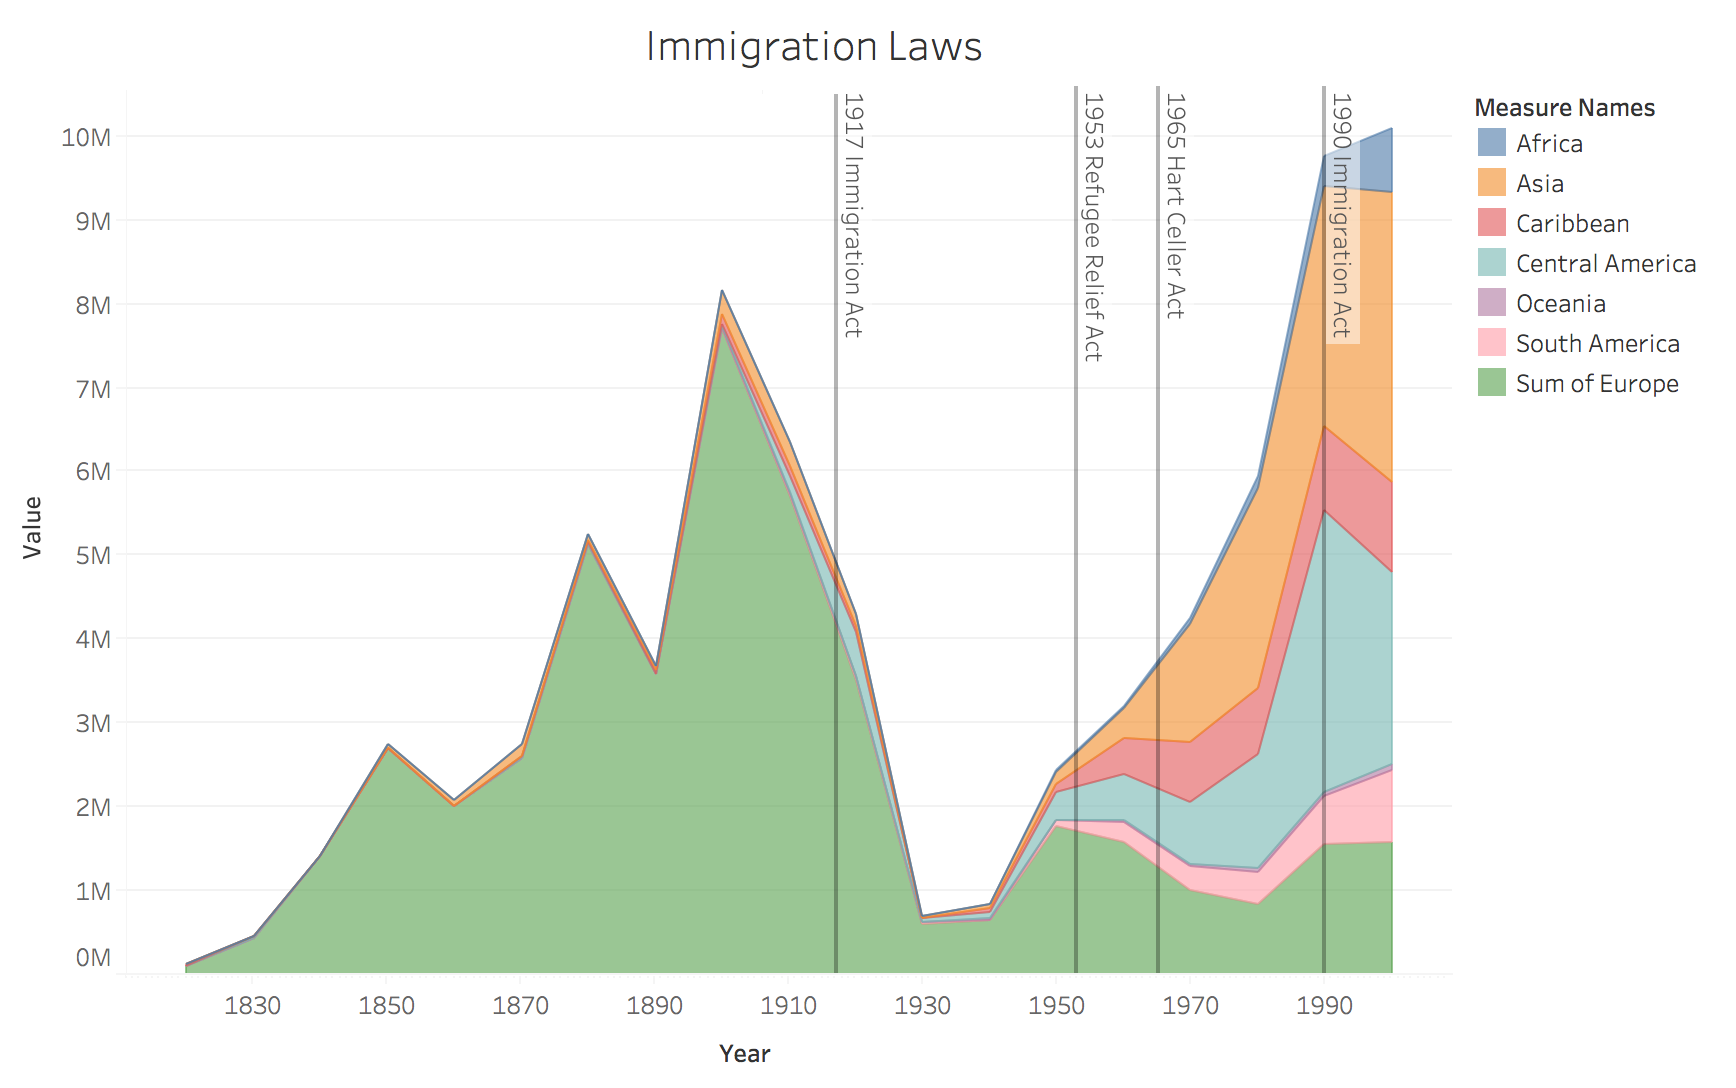 Immigration Laws
10M
9M
8M
7M
6M
5M
4M
3M
2M
1M
0M
Value
1917 Immigration Act
1953 Refugee Relief Act
1965 Hart Celler Act
1990 Immigration Act
1830
1850
1870
1890
1910
1930
1950
1970
1990
Year
Measure Names
Africa
Asia
Caribbean
Central America
Oceania
South America
Sum of Europe